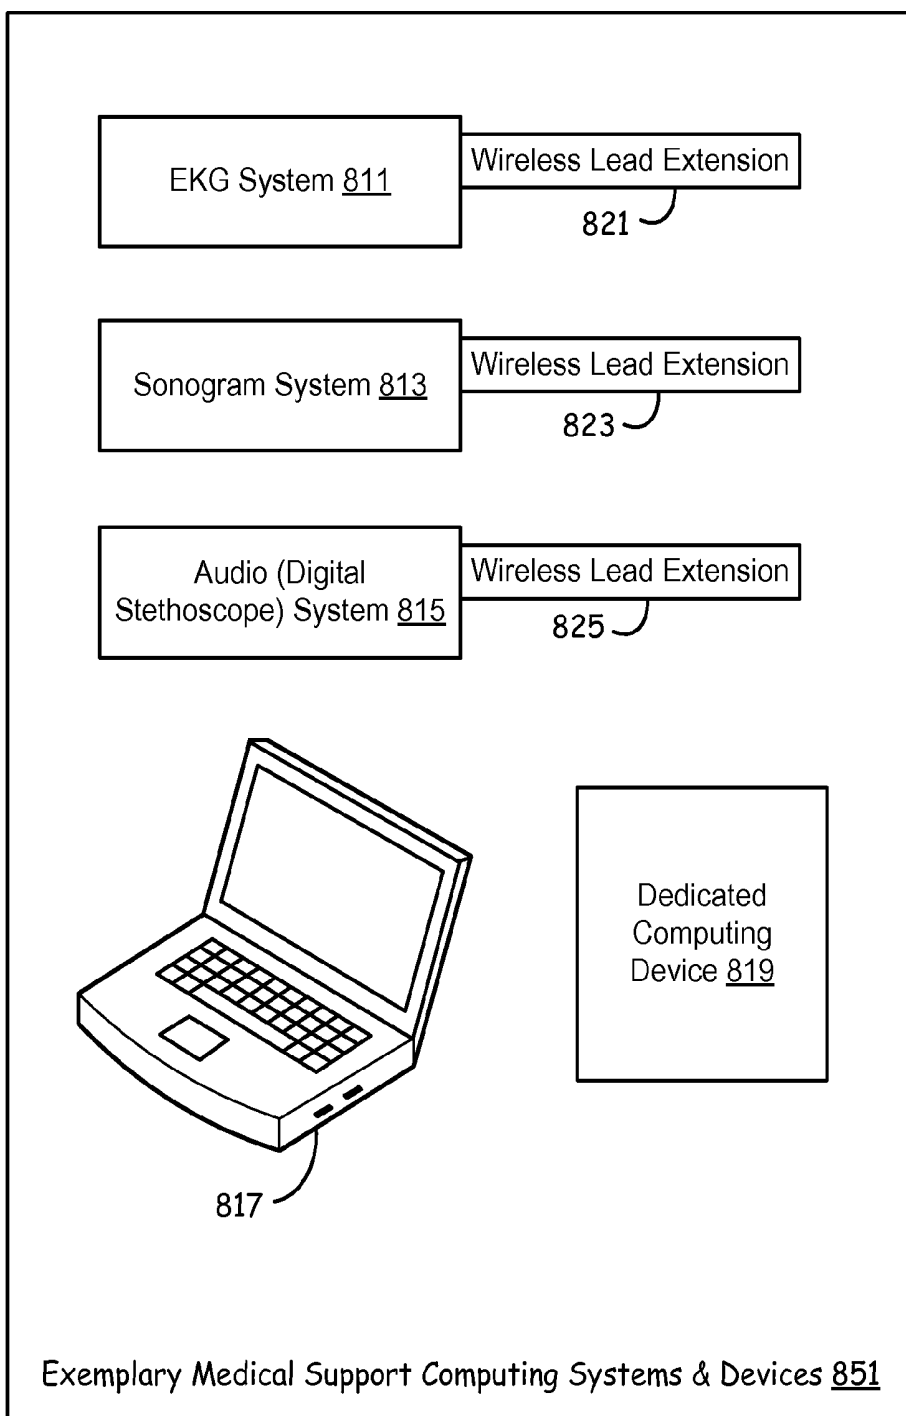 EKG System 811
Wireless Lead Extension
821
Sonogram System 813
Wireless Lead Extension
823
Audio (Digital
Stethoscope) System 815
Wireless Lead Extension
825
Dedicated
Computing
Device 819
817
Exemplary Medical Support Computing Systems & Devices 851